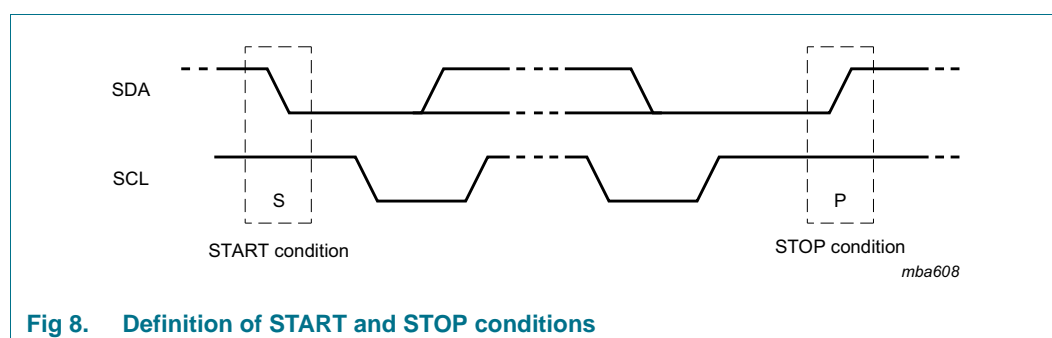 SDA
SCL
S
P
START condition
STOP condition
mba608
Fig 8. Definition of START and STOP conditions